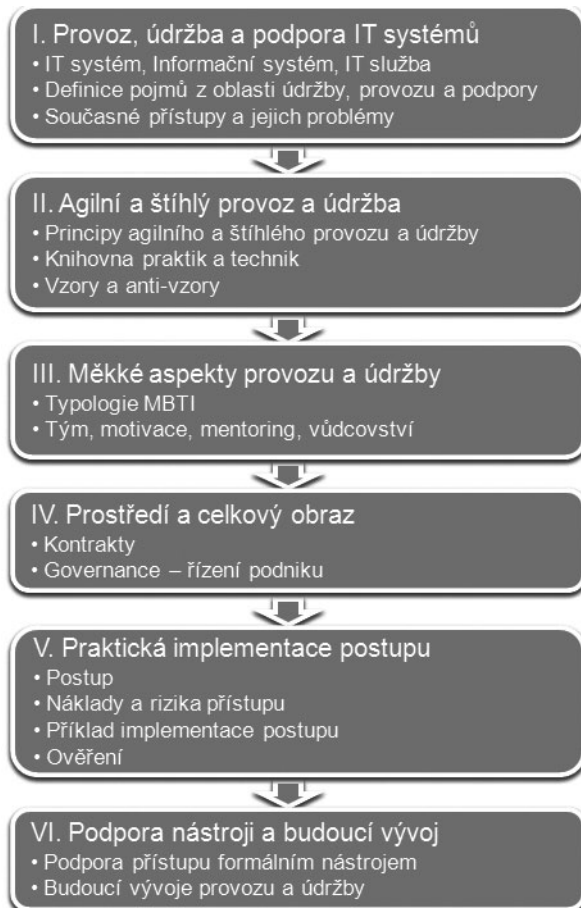 I. Provoz, údržba a podpora IT systémů
• IT systém, Informační systém, IT služba
• Definice pojmů z oblasti údržby, provozu a podpory
• Současné přístupy a jejich problémy
II. Agilní a štíhlý provoz a údržba
• Principy agilního a štíhlého provozu a údržby
• Knihovna praktik a technik
• Vzory a anti-vzory
III. Měkké aspekty provozu a údržby
• Typologie MBTI
• Tým, motivace, mentoring, vůdcovství
IV. Prostředí a celkový obraz
• Kontrakty
• Governance – řízení podniku
V. Praktická implementace postupu
• Postup
• Náklady a rizika přístupu
• Příklad implementace postupu
• Ověření
VI. Podpora nástroji a budoucí vývoj
• Podpora přístupu formálním nástrojem
• Budoucí vývoje provozu a údržby